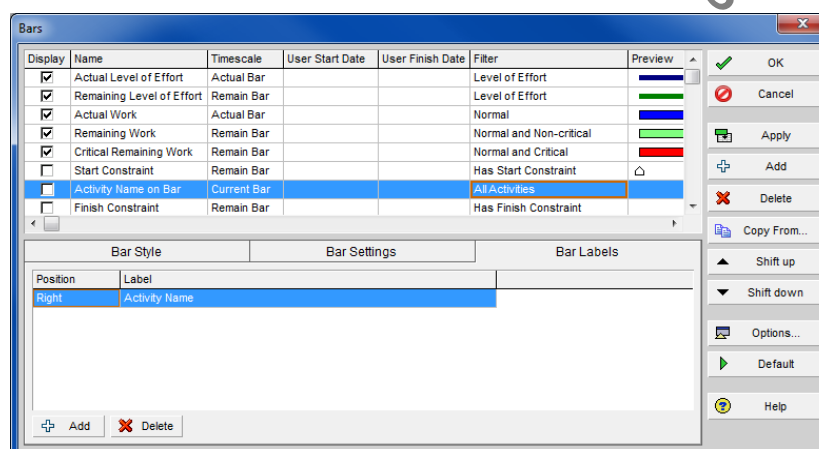 Bars
Display Name Timescale User Start Date User Finish Date Filter Preview
Actual Level of Effort Actual Bar Level of Effort
Remaining Level of Effort Remain Bar Level of Effort
Actual Work Actual Bar Normal
Remaining Work Remain Bar Normal and Non-critical
Critical Remaining Work Remain Bar Normal and Critical
Start Constraint Remain Bar Has Start Constraint
Activity Name on Bar Current Bar All Activities
Finish Constraint Remain Bar Has Finish Constraint
Bar Style Bar Settings Bar Labels
Position Label
Right Activity Name
Add Delete
OK
Cancel
Apply
Add
Delete
Copy From...
Shift up
Shift down
Options...
Default
Help